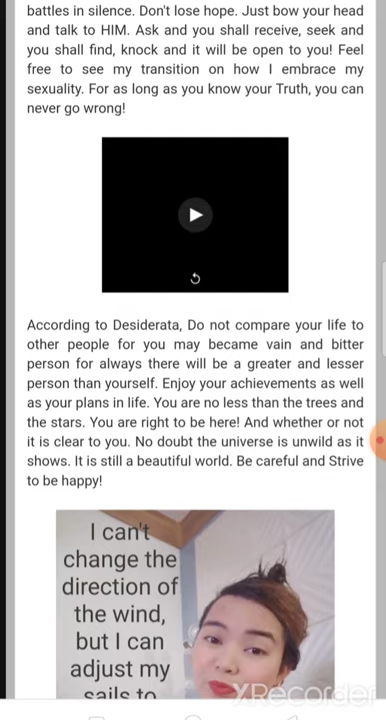 battles in silence. Don't lose hope. Just bow your head
and talk to HIM. Ask and you shall receive, seek and
you shall find, knock and it will be open to you! Feel
free to see my transition on how I embrace my
sexuality. For as long as you know your Truth, you can
never go wrong!
According to Desiderata, Do not compare your life to
other people for you may became vain and bitter
person for always there will be a greater and lesser
person than yourself. Enjoy your achievements as well
as your plans in life. You are no less than the trees and
the stars. You are right to be here! And whether or not
it is clear to you. No doubt the universe is unwild as it
shows. It is still a beautiful world. Be careful and Strive
to be happy!
I can't
change the
direction of
the wind,
but I can
adjust my
sails to
XRecorder